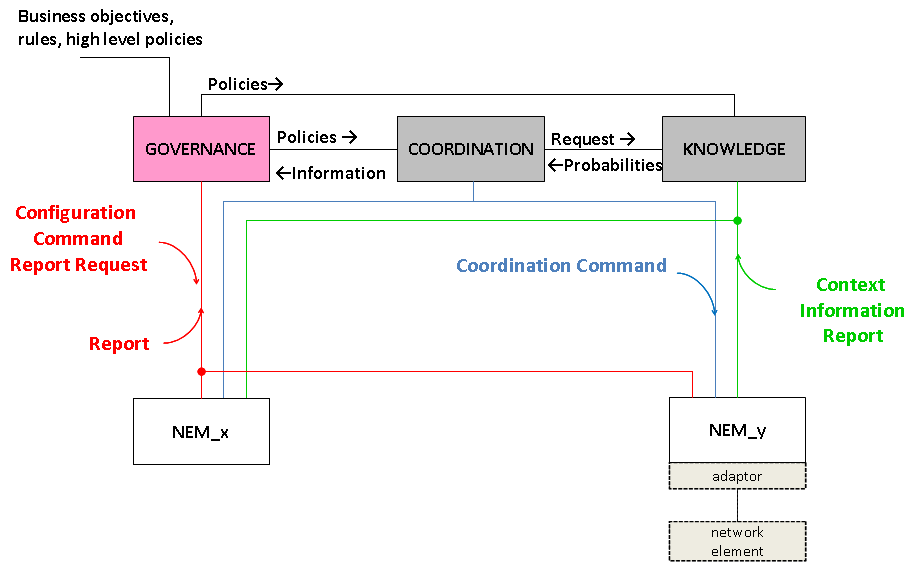 Business objectives,
rules, high level policies
Policies→
GOVERNANCE
Policies →
←Information
COORDINATION
Request →
←Probabilities
KNOWLEDGE
Configuration
Command
Report Request
Report
Coordination Command
Context
Information
Report
NEM_x
NEM_y
adaptor
network
element